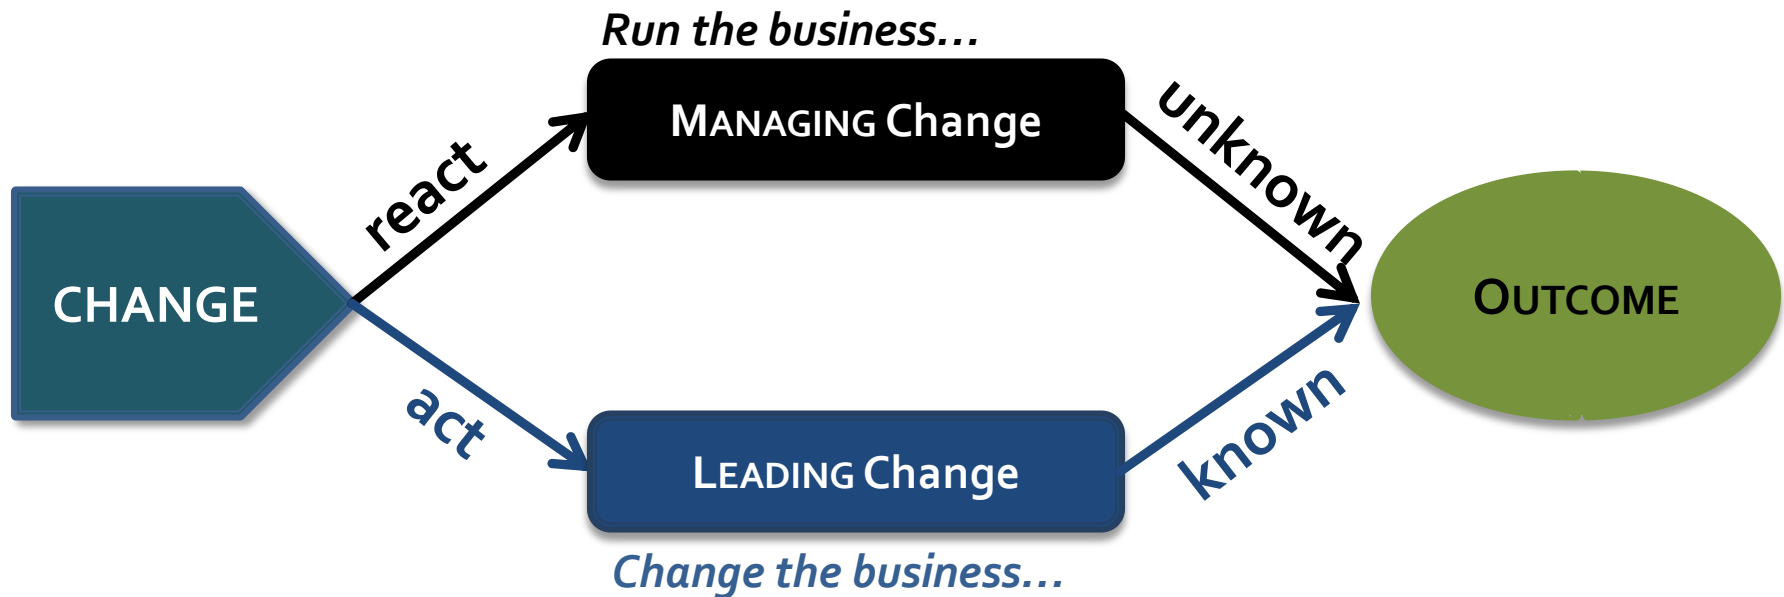 Run the business...
MANAGING Change
react
unknown
CHANGE
OUTCOME
act
known
LEADING Change
Change the business...